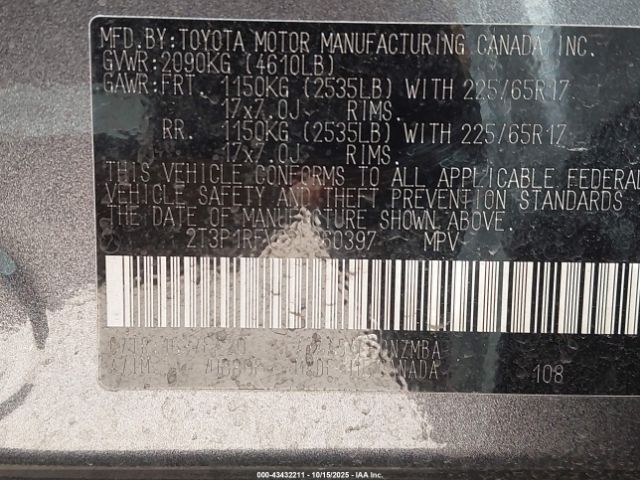 MFD.BY:TOYOTA MOTOR MANUFACTURING CANADA INC.
GVWR:2090KG (4610LB)
GAWR:FRT. 1150KG (2535LB) WITH 225/65R17
17x7.0J RIMS.
RR. 1150KG (2535LB) WITH 225/65R17
17x7.0J RIMS.
THIS VEHICLE CONFORMS TO ALL APPLICABLE FEDERAL
VEHICLE SAFETY AND THEFT PREVENTION STANDARDS
THE DATE OF MANUFACTURE SHOWN ABOVE.
MPV
108
000-43432211 - 10/15/2025 - IAA Corp.